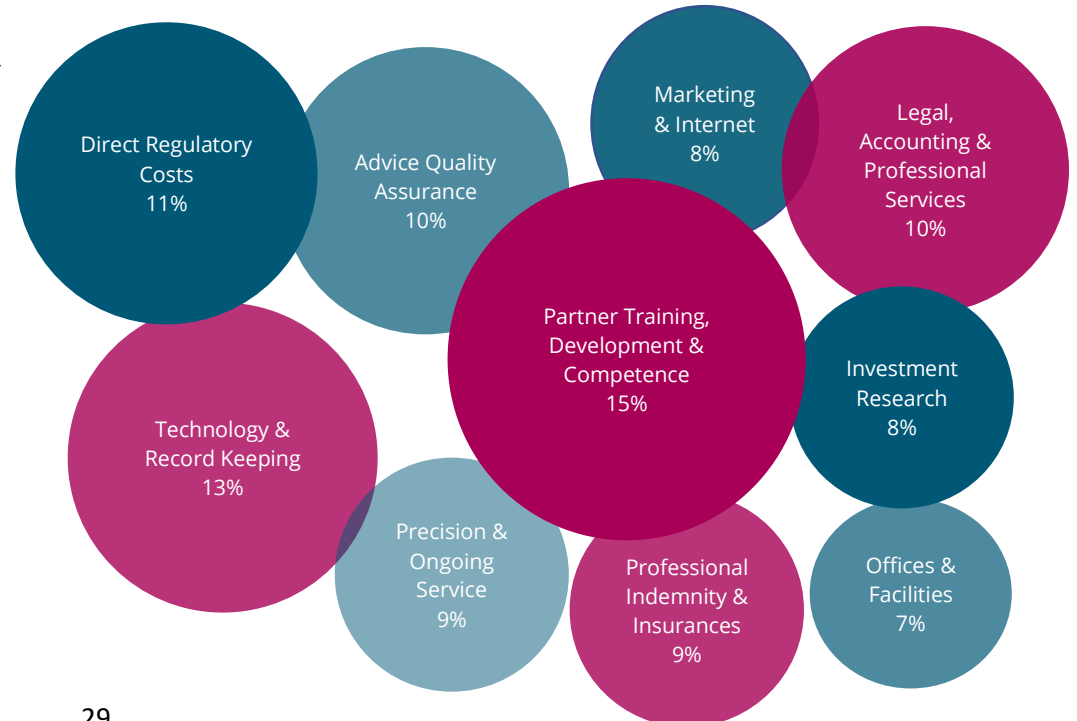 Direct Regulatory
Costs
11%
Advice Quality
Assurance
10%
Marketing
& Internet
8%
Legal,
Accounting &
Professional
Services
10%
Partner Training,
Development &
Competence
15%
Investment
Research
8%
Technology &
Record Keeping
13%
Precision &
Ongoing
Service
9%
Professional
Indemnity &
Insurances
9%
Offices &
Facilities
7%
29